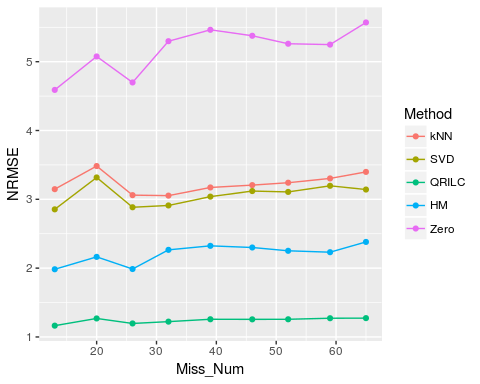 5
4
3
2
1
NRMSE
20
30
40
50
60
Miss_Num
Method
kNN
SVD
QRILC
HM
Zero